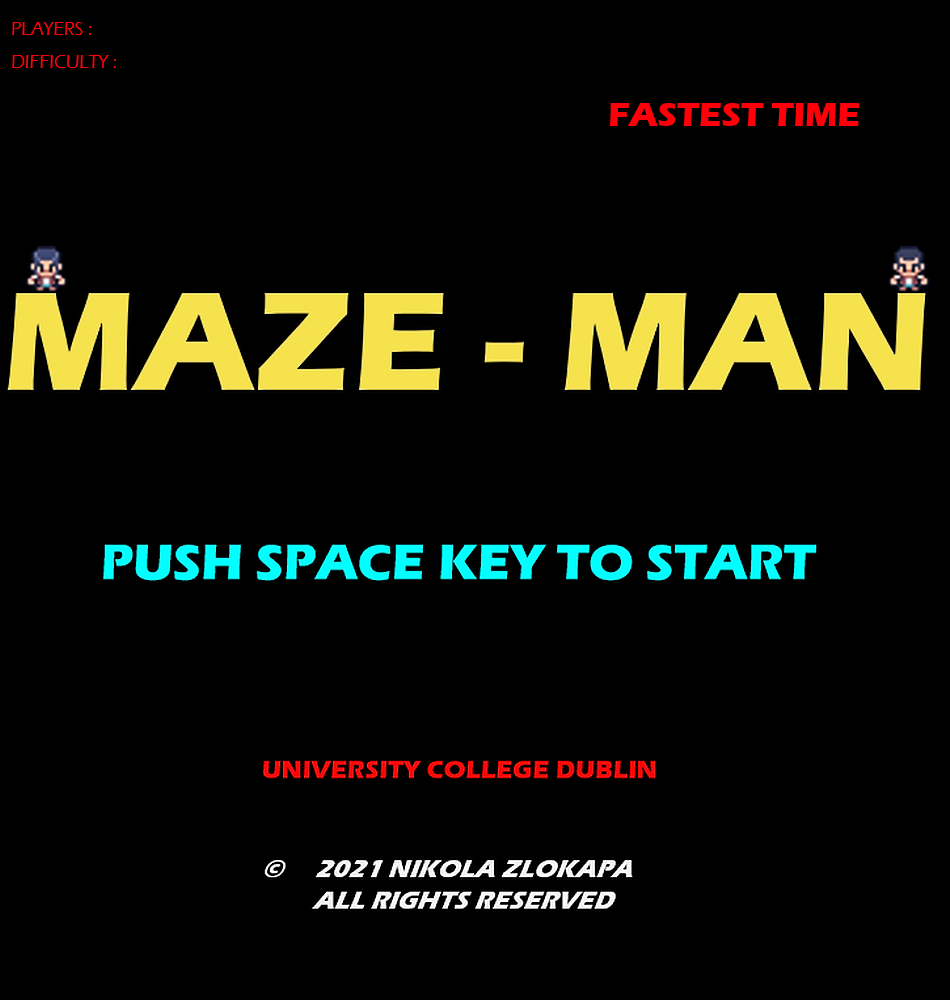 PLAYERS :
DIFFICULTY :
FASTEST TIME
MAZE - MAN
PUSH SPACE KEY TO START
UNIVERSITY COLLEGE DUBLIN
© 2021 NIKOLA ZLOKAPA
ALL RIGHTS RESERVED